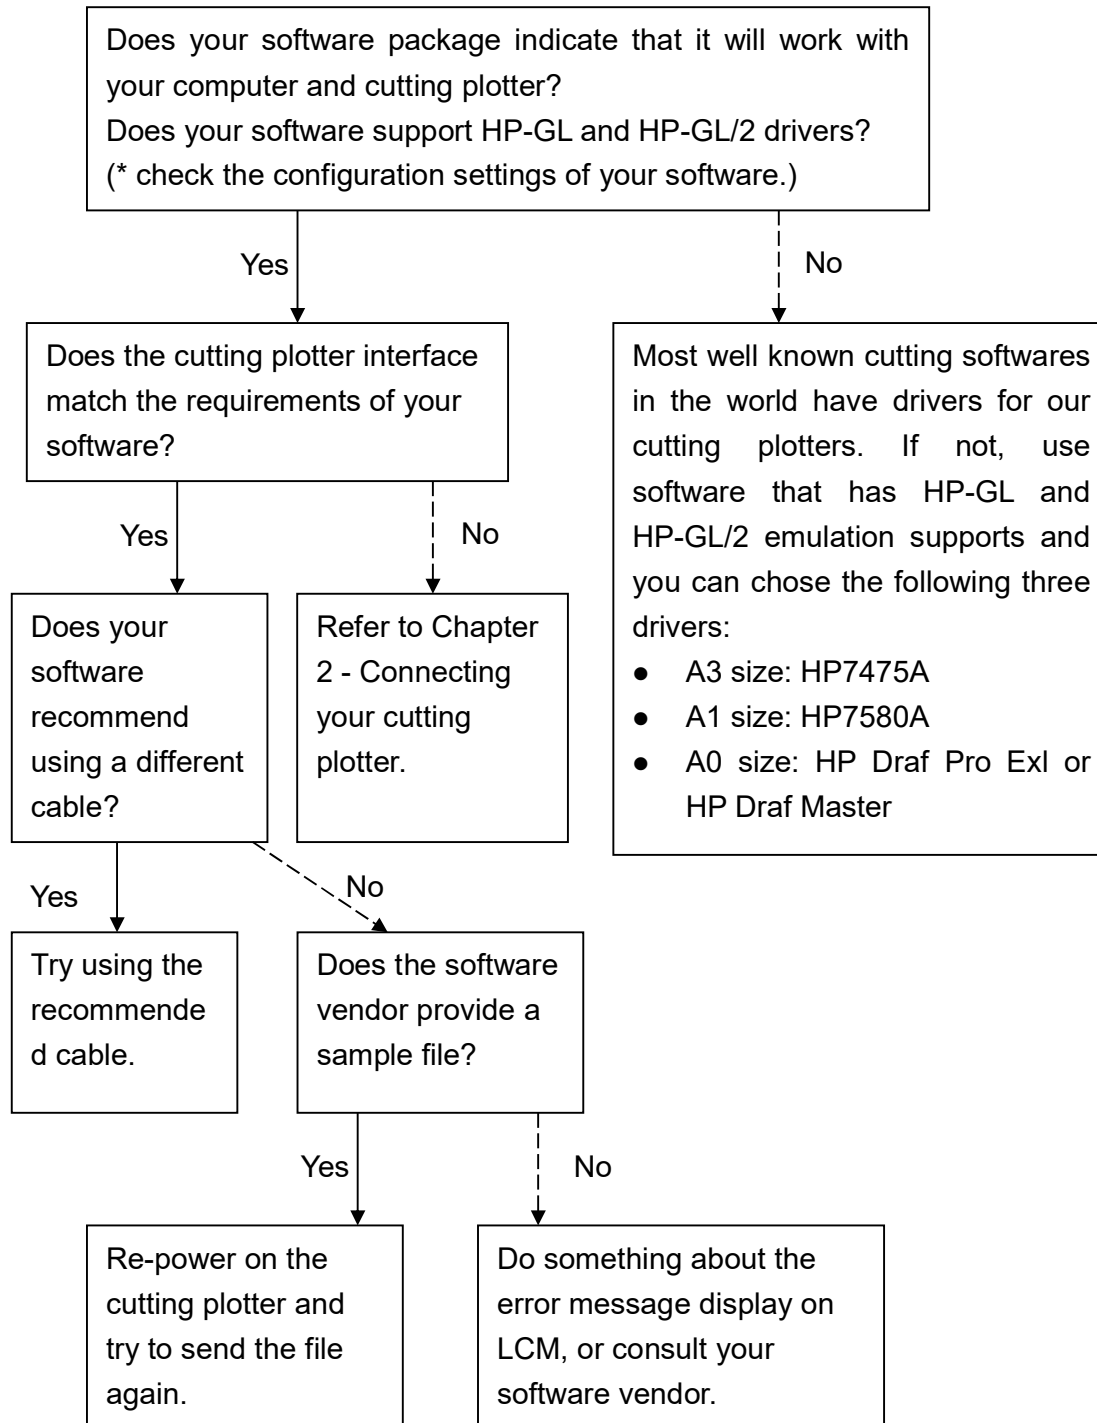 Does your software package indicate that it will work with
your computer and cutting plotter?
Does your software support HP-GL and HP-GL/2 drivers?
(* check the configuration settings of your software.)
Yes
No
Does the cutting plotter interface
match the requirements of your
software?
Most well known cutting softwares
in the world have drivers for our
cutting plotters. If not, use
software that has HP-GL and
HP-GL/2 emulation supports and
you can chose the following three
drivers:
● A3 size: HP7475A
● A1 size: HP7580A
● A0 size: HP Draf Pro Exl or
HP Draf Master
Yes
No
Does your
software
recommend
using a different
cable?
Refer to Chapter
2 - Connecting
your cutting
plotter.
Yes
No
Try using the
recommende
d cable.
Does the software
vendor provide a
sample file?
Yes
No
Re-power on the
cutting plotter and
try to send the file
again.
Do something about the
error message display on
LCM, or consult your
software vendor.